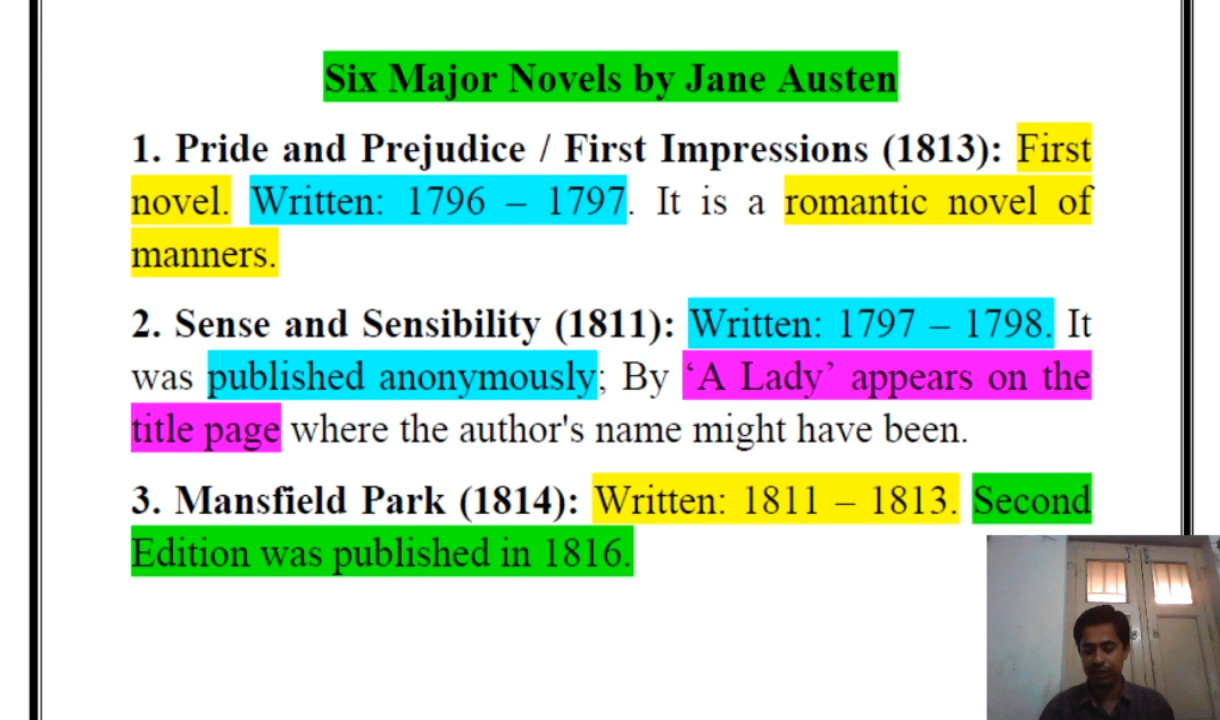 Six Major Novels by Jane Austen
1. Pride and Prejudice / First Impressions (1813): First
novel. Written: 1796 – 1797. It is a romantic novel of
manners.
2. Sense and Sensibility (1811): Written: 1797 – 1798. It
was published anonymously; By ‘A Lady’ appears on the
title page where the author's name might have been.
3. Mansfield Park (1814): Written: 1811 – 1813. Second
Edition was published in 1816.